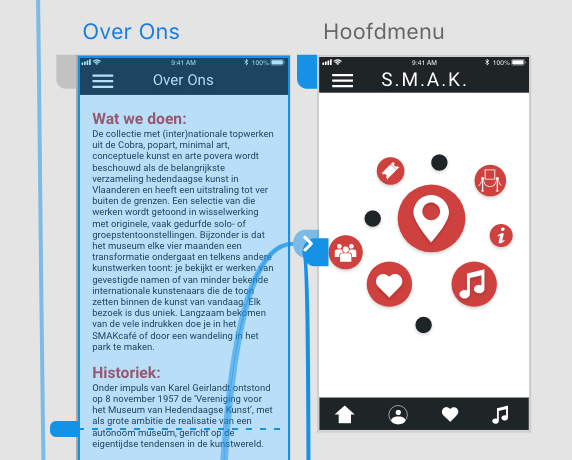 Over Ons
Hoofdmenu
9:41 AM
100%
Over Ons
9:41 AM
100%
S.M.A.K.
Wat we doen:
De collectie met (inter)nationale topwerken
uit de Cobra, popart, minimal art,
conceptuele kunst en arte povera wordt
beschouwd als de belangrijkste
verzameling hedendaagse kunst in
Vlaanderen en heeft een uitstraling tot ver
buiten de grenzen. Een selectie van die
werken wordt getoond in wisselwerking
met originele, vaak gedurfde solo- of
groepstentoonstellingen. Bijzonder is dat
het museum elke vier maanden een
transformatie ondergaat en telkens andere
kunstwerken toont: je bekijkt er werken van
gevestigde namen of van minder bekende
internationale kunstenaars die de toon
zetten binnen de kunst van vandaag. Elk
bezoek is dus uniek. Langzaam bekomen
van de vele indrukken doe je in het
SMAKcafé of door een wandeling in het
park te maken.
Historiek:
Onder impuls van Karel Geirlandt ontstond
op 8 november 1957 de 'Vereniging voor
het Museum van Hedendaagse Kunst', met
als grote ambitie de realisatie van een
autonoom museum, gericht op de
eigentijdse tendensen in de kunstwereld.